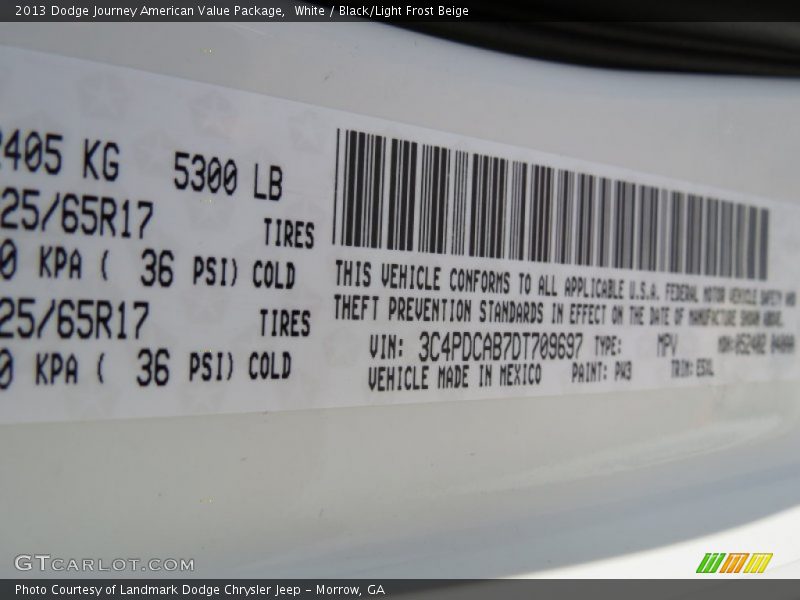 2013 Dodge Journey American Value Package,  White / Black/Light Frost Beige
2405 KG 5300 LB
25/65R17 TIRES
0 KPA ( 36 PSI) COLD
25/65R17 TIRES
0 KPA ( 36 PSI) COLD
THIS VEHICLE CONFORMS TO ALL APPLICABLE U.S.A. FEDERAL MOTOR VEHICLE SAFETY AND
THEFT PREVENTION STANDARDS IN EFFECT ON THE DATE OF MANUFACTURE SHOWN ABOVE.
VIN: 3C4PDCAB7DT709697 TYPE: MPV MDH:
VEHICLE MADE IN MEXICO PAINT: PW3 TRIM:
GTCARLOT.COM
Photo Courtesy of Landmark Dodge Chrysler Jeep – Morrow, GA